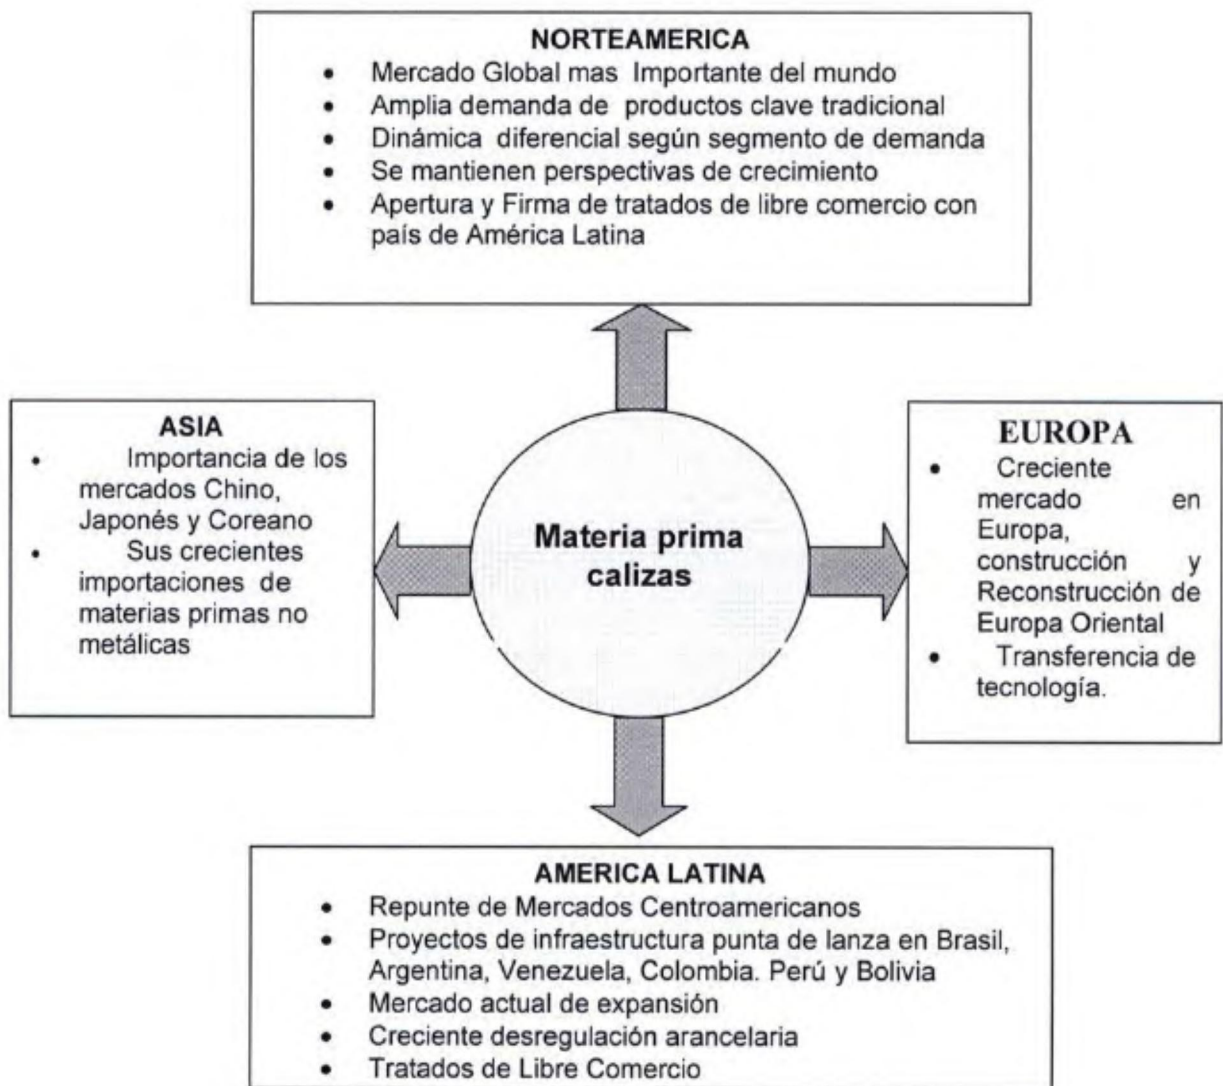 NORTEAMERICA
• Mercado Global mas Importante del mundo
• Amplia demanda de productos clave tradicional
• Dinámica diferencial según segmento de demanda
• Se mantienen perspectivas de crecimiento
• Apertura y Firma de tratados de libre comercio con
país de América Latina
ASIA
• Importancia de los
mercados Chino,
Japonés y Coreano
• Sus crecientes
importaciones de
materias primas no
metálicas
Materia prima
calizas
EUROPA
• Creciente
mercado en
Europa,
construcción y
Reconstrucción de
Europa Oriental
• Transferencia de
tecnología.
AMERICA LATINA
• Repunte de Mercados Centroamericanos
• Proyectos de infraestructura punta de lanza en Brasil,
Argentina, Venezuela, Colombia. Perú y Bolivia
• Mercado actual de expansión
• Creciente desregulación arancelaria
• Tratados de Libre Comercio